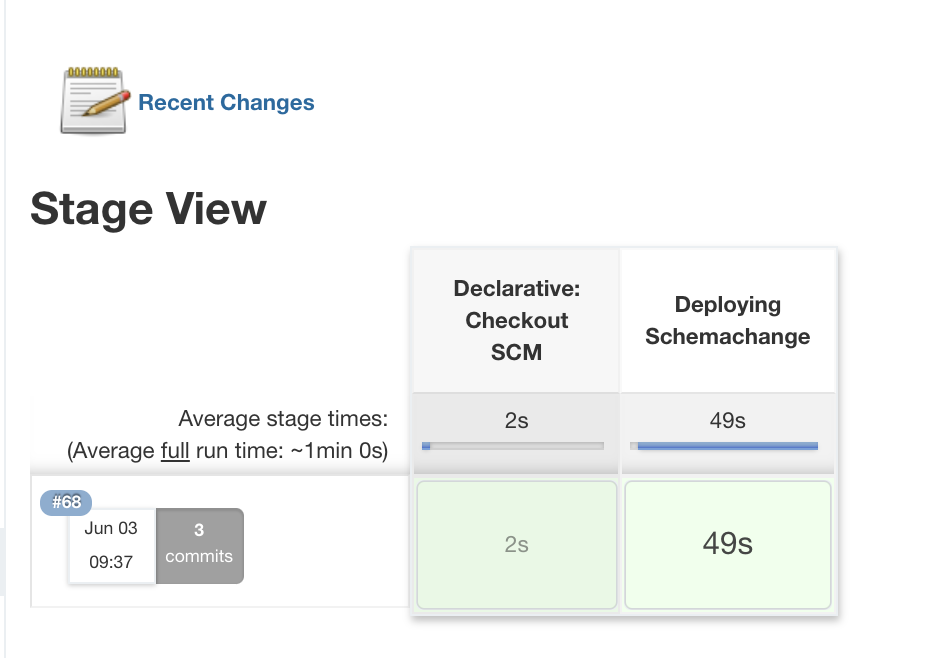 Recent Changes
Stage View
Declarative:
Checkout
SCM
Deploying
Schemachange
Average stage times:
(Average full run time: ~1min 0s)
2s
49s
#68
Jun 03
09:37
3
commits
2s
49s